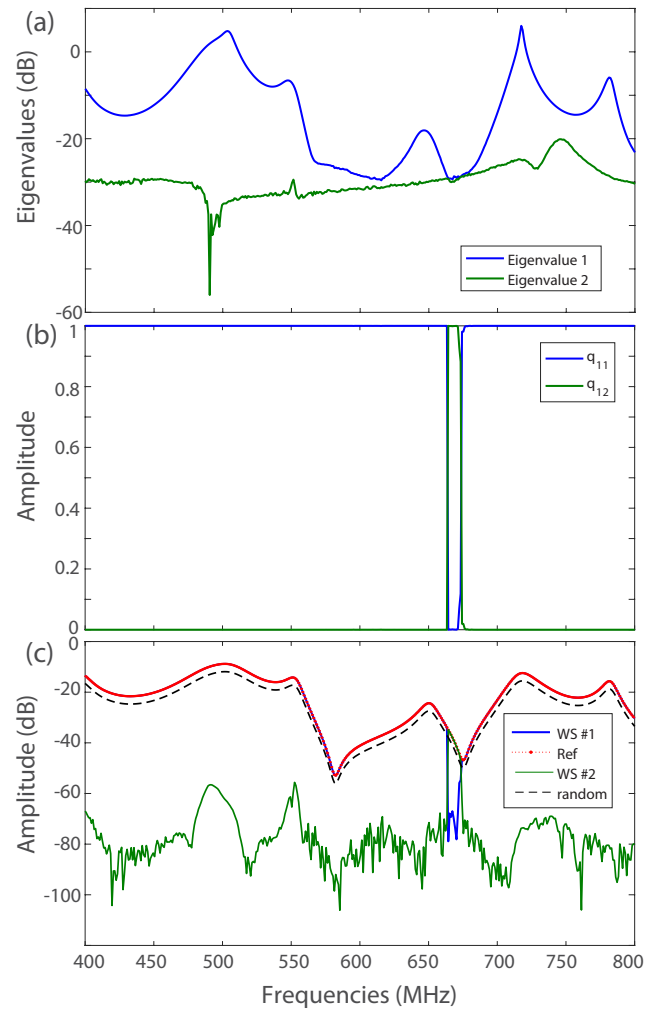 (a)
0
-20
-40
-60
Eigenvalues (dB)
Eigenvalue 1
Eigenvalue 2
(b)
1
0.8
0.6
0.4
0.2
0
Amplitude
q11
q12
(c)
0
-20
-40
-60
-80
-100
Amplitude (dB)
WS #1
Ref
WS #2
random
400 450 500 550 600 650 700 750 800
Frequencies (MHz)